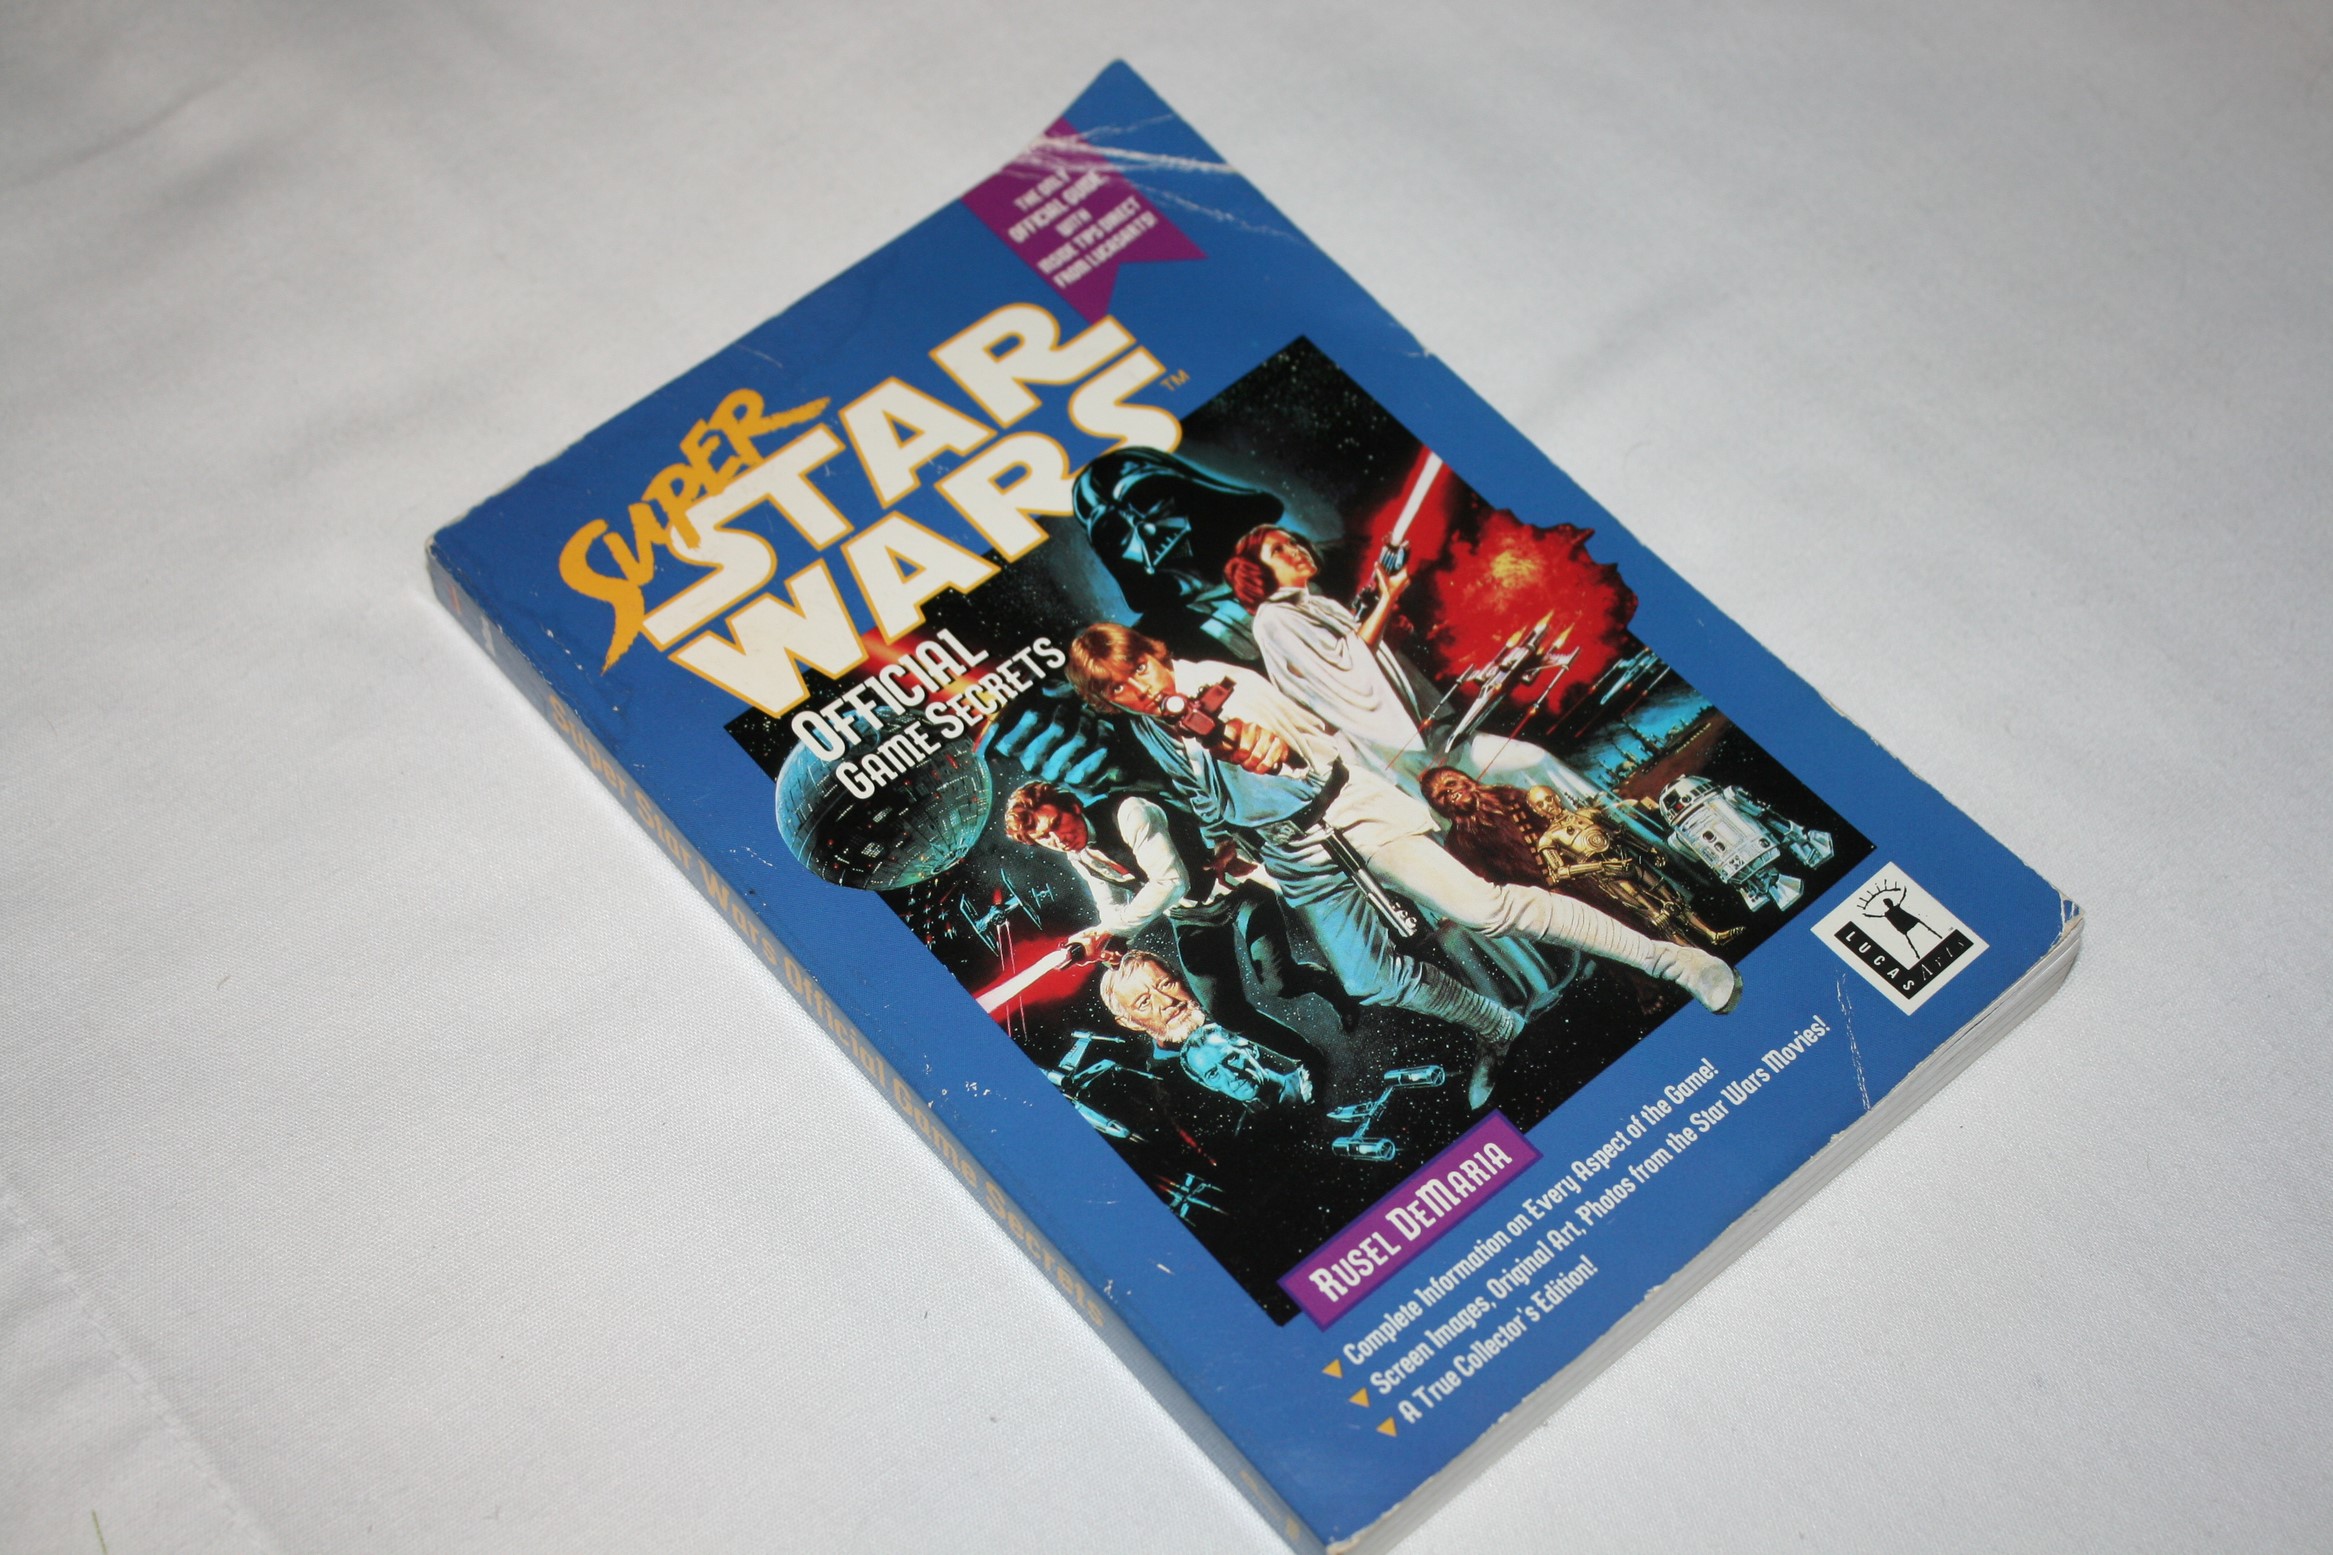 THE ONLY
OFFICIAL GUIDE
WITH
INSIDE TIPS DIRECT
FROM LUCASARTS!
SUPER
STAR
WARS™
OFFICIAL
GAME SECRETS
LUCAS
Arts
RUSEL DEMARIA
Complete Information on Every Aspect of the Game!
Screen Images, Original Art, Photos from the Star Wars Movies!
A True Collector's Edition!
Super Star Wars Official Game Secrets